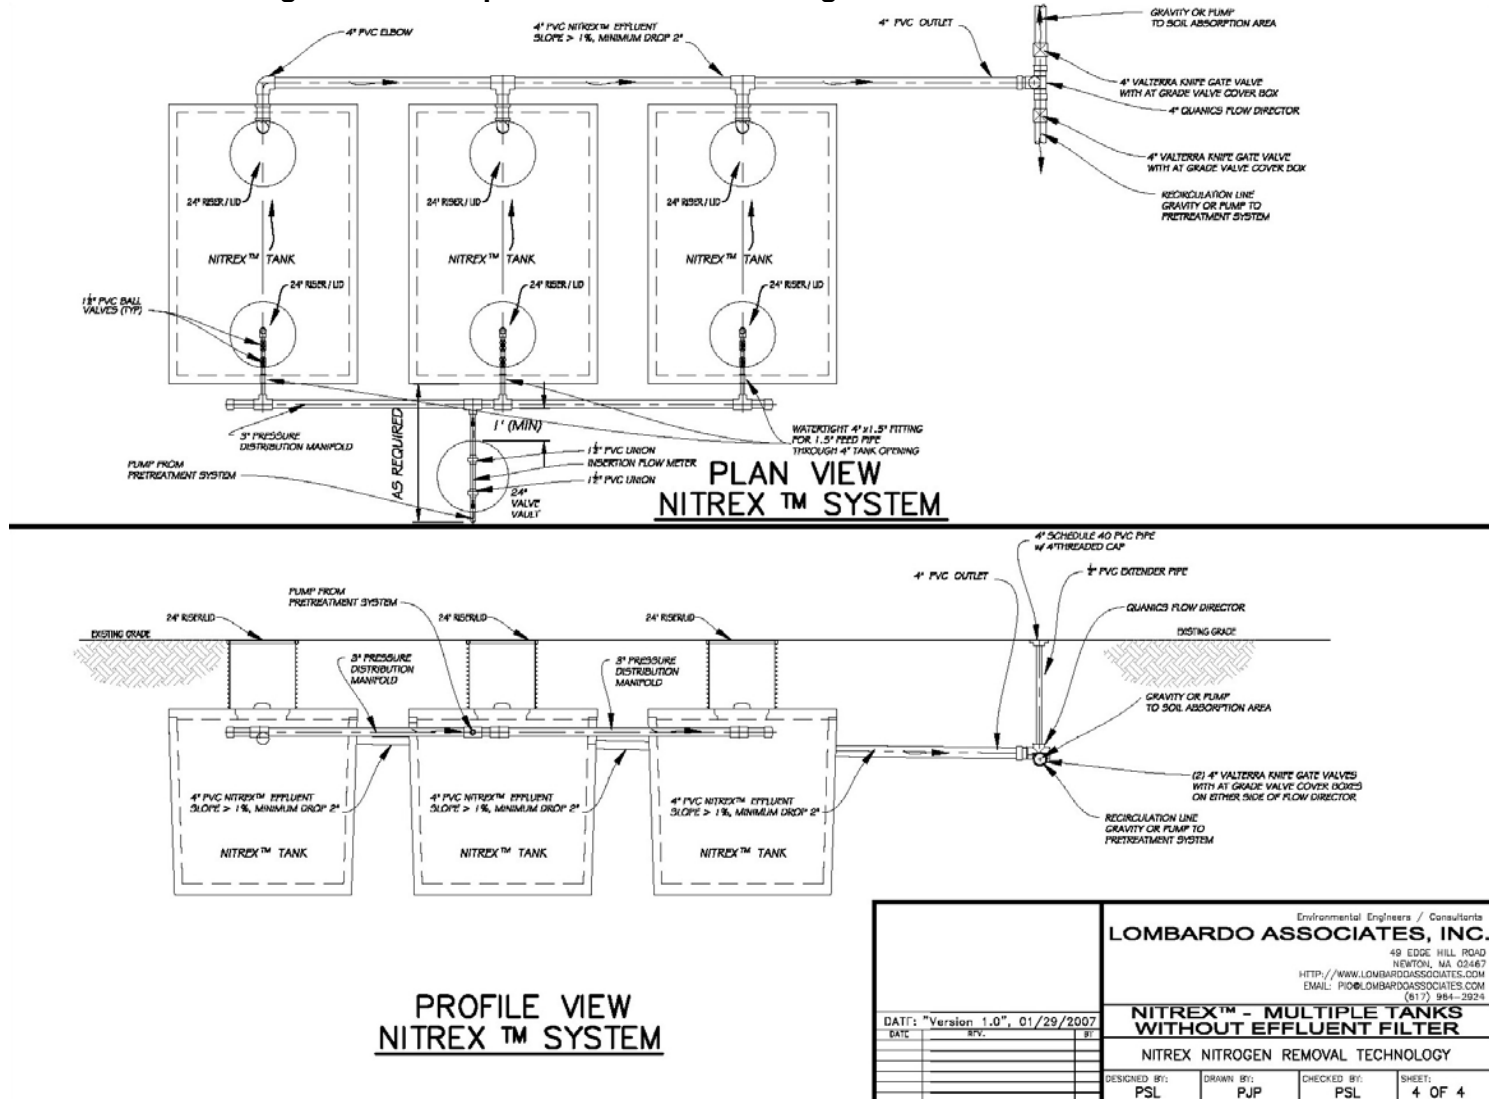 4" PVC ELBOW
4" PVC NITREX™ EFFLUENT
SLOPE > 1%, MINIMUM DROP 2"
4" PVC OUTLET
GRAVITY OR PUMP
TO SOIL ABSORPTION AREA
4" VALTERRA KNIFE GATE VALVE
WITH AT GRADE VALVE COVER BOX
4" QUANICS FLOW DIRECTOR
4" VALTERRA KNIFE GATE VALVE
WITH AT GRADE VALVE COVER BOX
RECIRCULATION LINE
GRAVITY OR PUMP TO
PRETREATMENT SYSTEM
24" RISER / LID
24" RISER / LID
24" RISER / LID
NITREX™ TANK
NITREX™ TANK
NITREX™ TANK
24" RISER / LID
24" RISER / LID
24" RISER / LID
1½" PVC BALL
VALVES (TYP)
3" PRESSURE
DISTRIBUTION MANIFOLD
PUMP FROM
PRETREATMENT SYSTEM
AS REQUIRED
1' (MIN)
1½" PVC UNION
INSERTION FLOW METER
1½" PVC UNION
24"
VALVE
VAULT
WATERTIGHT 4" x1.5" FITTING
FOR 1.5" FEED PIPE
THROUGH 4" TANK OPENING
PLAN VIEW
NITREX ™ SYSTEM
4" SCHEDULE 40 PVC PIPE
w/ 4"THREADED CAP
4" PVC OUTLET
½" PVC EXTENDER PIPE
QUANICS FLOW DIRECTOR
PUMP FROM
PRETREATMENT SYSTEM
24" RISER/LID
24" RISER/LID
24" RISER/LID
EXISTING GRADE
EXISTING GRADE
3" PRESSURE
DISTRIBUTION
MANIFOLD
3" PRESSURE
DISTRIBUTION
MANIFOLD
GRAVITY OR PUMP
TO SOIL ABSORPTION AREA
(2) 4" VALTERRA KNIFE GATE VALVES
WITH AT GRADE VALVE COVER BOXES
ON EITHER SIDE OF FLOW DIRECTOR
RECIRCULATION LINE
GRAVITY OR PUMP TO
PRETREATMENT SYSTEM
4" PVC NITREX™ EFFLUENT
SLOPE > 1%, MINIMUM DROP 2"
4" PVC NITREX™ EFFLUENT
SLOPE > 1%, MINIMUM DROP 2"
4" PVC NITREX™ EFFLUENT
SLOPE > 1%, MINIMUM DROP 2"
NITREX™ TANK
NITREX™ TANK
NITREX™ TANK
PROFILE VIEW
NITREX ™ SYSTEM
Environmental Engineers / Consultants
LOMBARDO ASSOCIATES, INC.
49 EDGE HILL ROAD
NEWTON, MA 02467
HTTP://WWW.LOMBARDOASSOCIATES.COM
EMAIL: PIO@LOMBARDOASSOCIATES.COM
(617) 964-2924
NITREX™ - MULTIPLE TANKS
WITHOUT EFFLUENT FILTER
NITREX NITROGEN REMOVAL TECHNOLOGY
DATE: "Version 1.0", 01/29/2007
DATE REV. BY
DESIGNED BY: DRAWN BY: CHECKED BY: SHEET:
PSL PJP PSL 4 OF 4